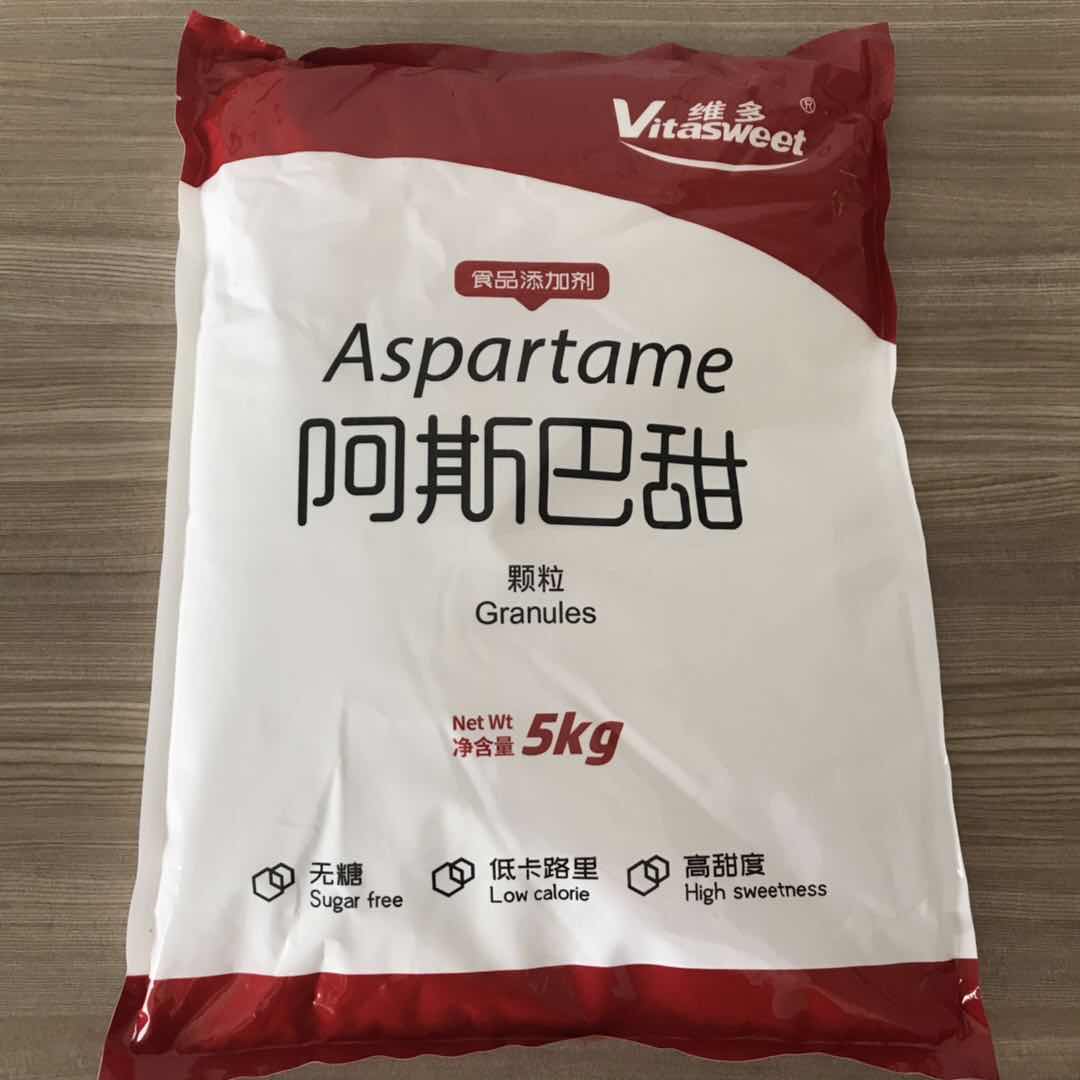 维多®
Vitasweet
食品添加剂
Aspartame
阿斯巴甜
颗粒
Granules
Net Wt
净含量 5kg
无糖
Sugar free
低卡路里
Low calorie
高甜度
High sweetness